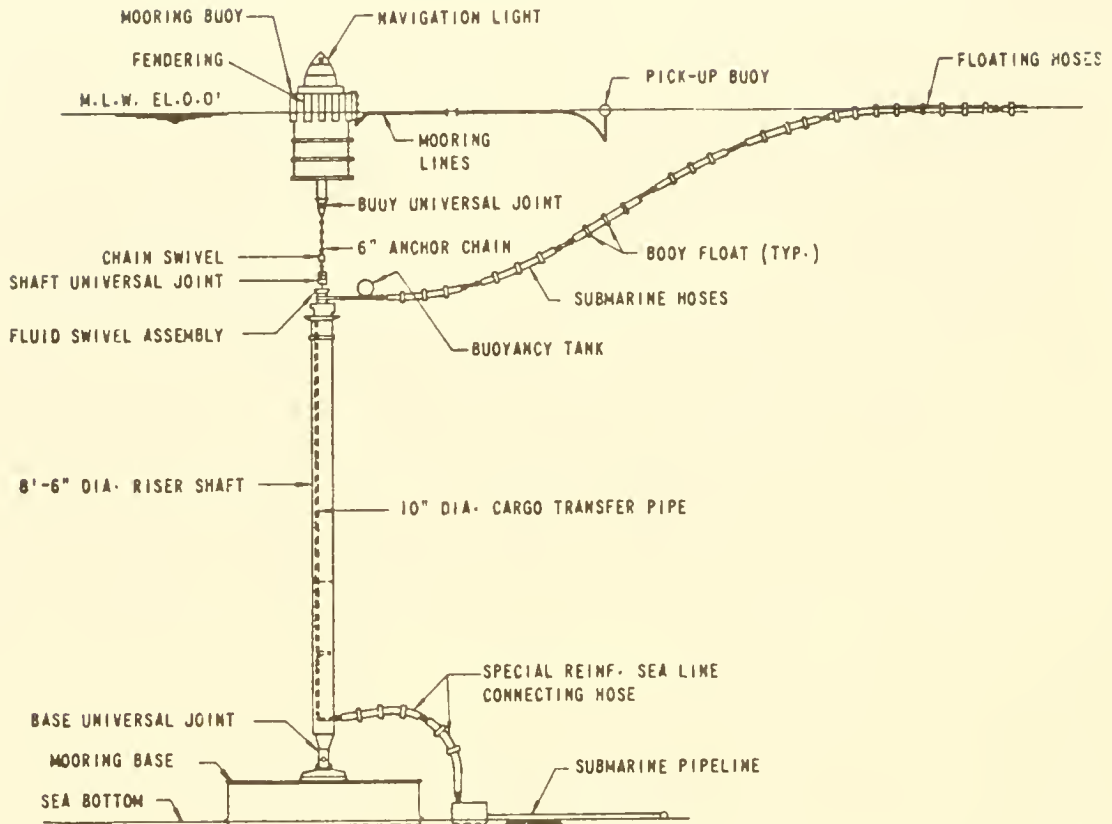 MOORING BUOY
NAVIGATION LIGHT
FENDERING
PICK-UP BUOY
FLOATING HOSES
M.L.W. EL.0.0'
MOORING
LINES
BUOY UNIVERSAL JOINT
6" ANCHOR CHAIN
BODY FLOAT (TYP.)
CHAIN SWIVEL
SHAFT UNIVERSAL JOINT
SUBMARINE HOSES
FLUID SWIVEL ASSEMBLY
BUOYANCY TANK
8'-6" DIA. RISER SHAFT
10" DIA. CARGO TRANSFER PIPE
SPECIAL REINF. SEA LINE
CONNECTING HOSE
BASE UNIVERSAL JOINT
MOORING BASE
SUBMARINE PIPELINE
SEA BOTTOM